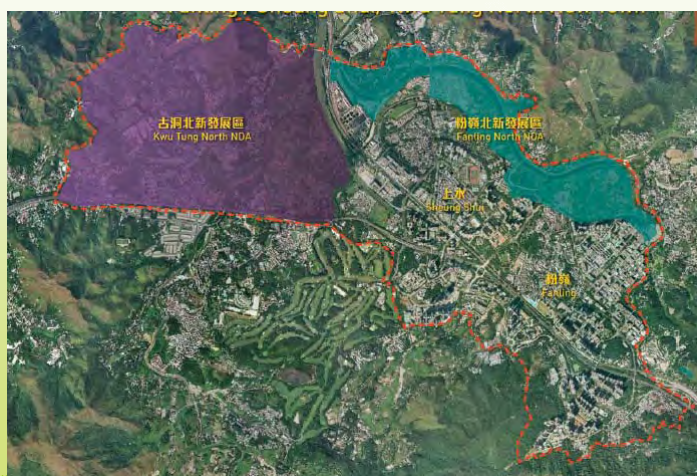 古洞北新發展區
Kwu Tung North NDA
粉嶺北新發展區
Fanling North NDA
上水
Sheung Shui
粉嶺
Fanling